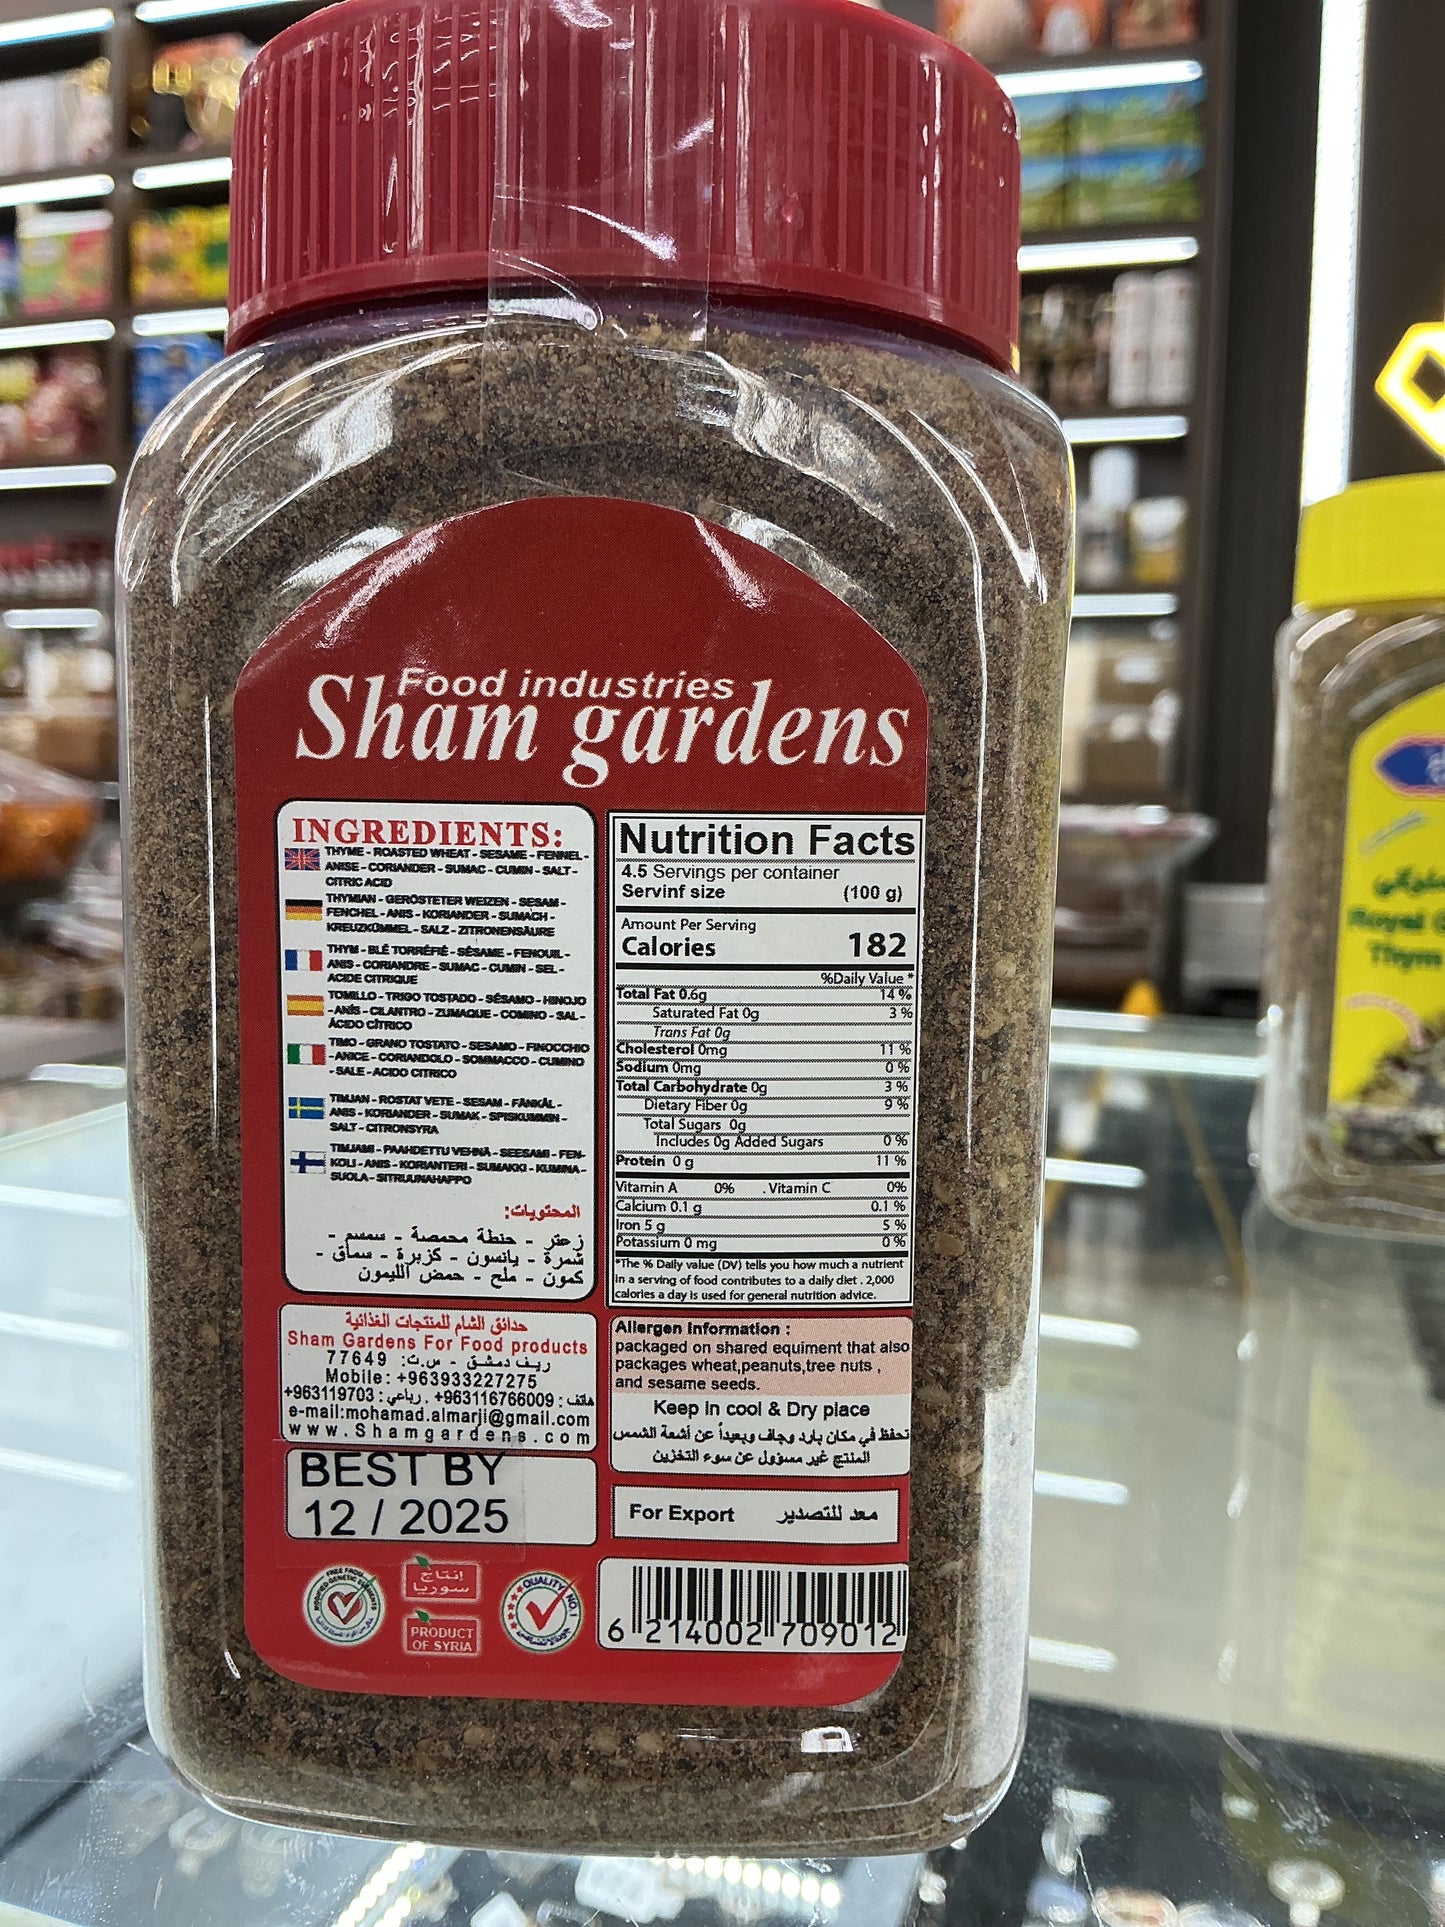 Food industries
Sham gardens
INGREDIENTS:
THYME - ROASTED WHEAT - SESAME - FENNEL -
ANISE - CORIANDER - SUMAC - CUMIN - SALT -
CITRIC ACID
THYMIAN - GERÖSTETER WEIZEN - SESAM -
FENCHEL - ANIS - KORIANDER - SUMACH -
KREUZKÜMMEL - SALZ - ZITRONENSÄURE
THYM - BLÉ TORRÉFIÉ - SÉSAME - FENOUIL -
ANIS - CORIANDRE - SUMAC - CUMIN - SEL -
ACIDE CITRIQUE
TOMILLO - TRIGO TOSTADO - SÉSAMO - HINOJO
- ANÍS - CILANTRO - ZUMAQUE - COMINO - SAL -
ÁCIDO CÍTRICO
TIMO - GRANO TOSTATO - SESAMO - FINOCCHIO
- ANICE - CORIANDOLO - SOMMACCO - CUMINO
- SALE - ACIDO CITRICO
TIMJAN - ROSTAT VETE - SESAM - FÄNKÅL -
ANIS - KORIANDER - SUMAK - SPISKUMMIN -
SALT - CITRONSYRA
TIMJAMI - PAAHDETTU VEHNÄ - SEESAMI - FEN-
KOLI - ANIS - KORIANTERI - SUMAKKI - KUMINA -
SUOLA - SITRUUNAHAPPO
المحتويات:
زعتر - حنطة محمصة - سمسم -
شمرة - يانسون - كزبرة - سماق -
كمون - ملح - حمض الليمون
حدائق الشام للمنتجات الغذائية
Sham Gardens For Food products
ريف دمشق - س.ت: 77649
Mobile: +963933227275
هاتف: +963116766009 . رباعي: +963119703
e-mail:mohamad.almarji@gmail.com
www.Shamgardens.com
BEST BY
12 / 2025
FREE FROM
MODIFIED GENETIC ELEMENTS
إنتاج
سوريا
PRODUCT
OF SYRIA
QUALITY NO.1
Nutrition Facts
4.5 Servings per container
Servinf size (100 g)
Amount Per Serving
Calories 182
%Daily Value *
Total Fat 0.6g 14 %
Saturated Fat 0g 3 %
Trans Fat 0g
Cholesterol 0mg 11 %
Sodium 0mg 0 %
Total Carbohydrate 0g 3 %
Dietary Fiber 0g 9 %
Total Sugars 0g
Includes 0g Added Sugars 0 %
Protein 0 g 11 %
Vitamin A 0% . Vitamin C 0%
Calcium 0.1 g 0.1 %
Iron 5 g 5 %
Potassium 0 mg 0 %
*The % Daily value (DV) tells you how much a nutrient
in a serving of food contributes to a daily diet . 2,000
calories a day is used for general nutrition advice.
Allergen Information :
packaged on shared equiment that also
packages wheat,peanuts,tree nuts ,
and sesame seeds.
Keep in cool & Dry place
تحفظ في مكان بارد وجاف وبعيداً عن أشعة الشمس
المنتج غير مسؤول عن سوء التخزين
For Export معد للتصدير
6 214002 709012
Royal
Thym